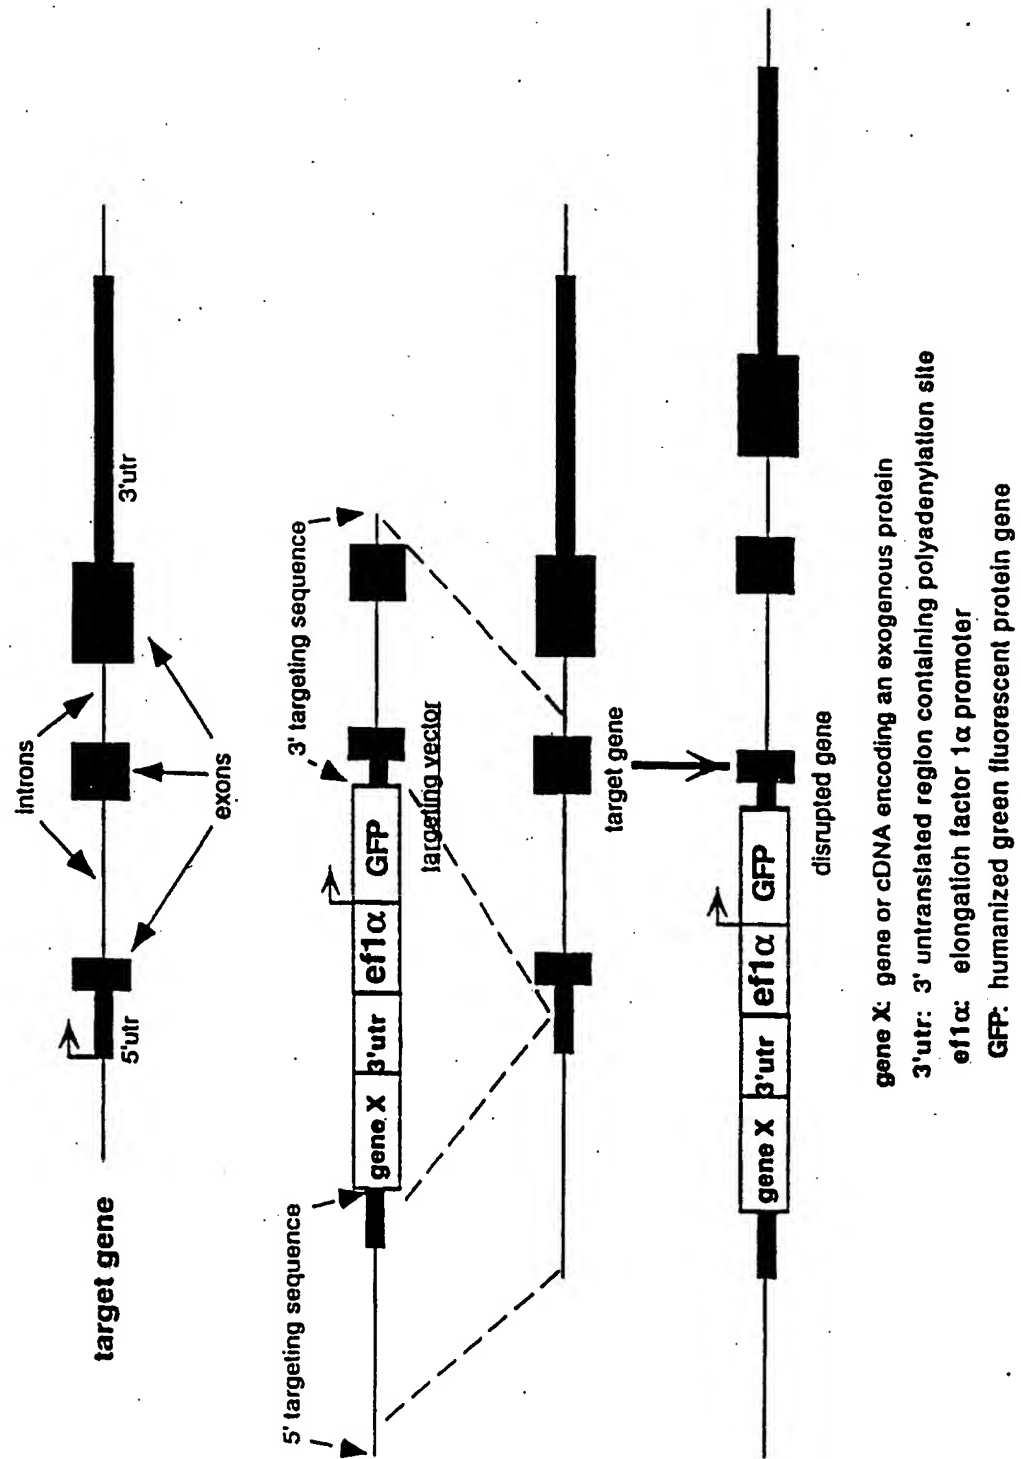 target gene
introns
5'utr
exons
3'utr
5' targeting sequence
3' targeting sequence
gene X 3'utr ef1α GFP
targeting vector
target gene
gene X 3'utr ef1α GFP
disrupted gene
gene X: gene or cDNA encoding an exogenous protein
3'utr: 3' untranslated region containing polyadenylation site
ef1α: elongation factor 1α promoter
GFP: humanized green fluorescent protein gene